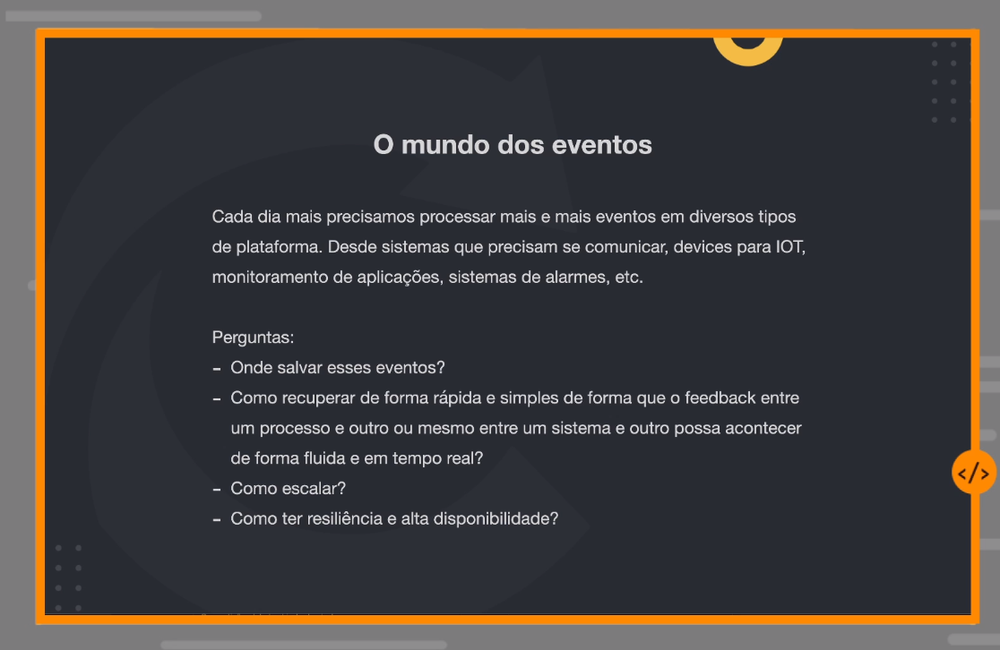 O mundo dos eventos
Cada dia mais precisamos processar mais e mais eventos em diversos tipos
de plataforma. Desde sistemas que precisam se comunicar, devices para IOT,
monitoramento de aplicações, sistemas de alarmes, etc.
Perguntas:
- Onde salvar esses eventos?
- Como recuperar de forma rápida e simples de forma que o feedback entre
um processo e outro ou mesmo entre um sistema e outro possa acontecer
de forma fluida e em tempo real?
</>
- Como escalar?
- Como ter resiliência e alta disponibilidade?